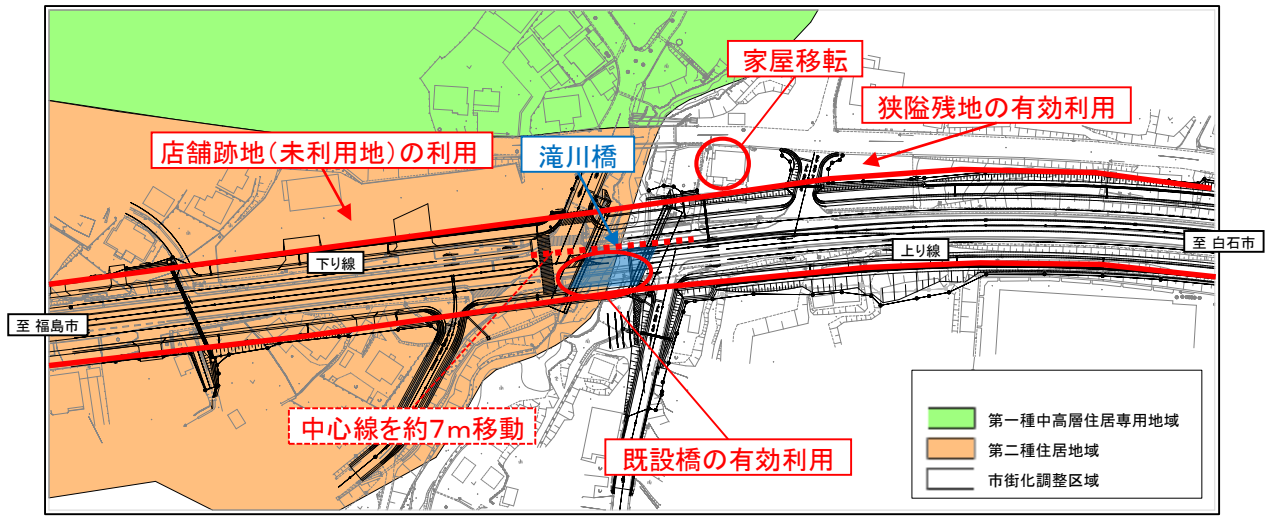 家屋移転
狭隘残地の有効利用
店舗跡地(未利用地)の利用
滝川橋
至 白石市
上り線
下り線
至 福島市
中心線を約7m移動
既設橋の有効利用
第一種中高層住居専用地域
第二種住居地域
市街化調整区域